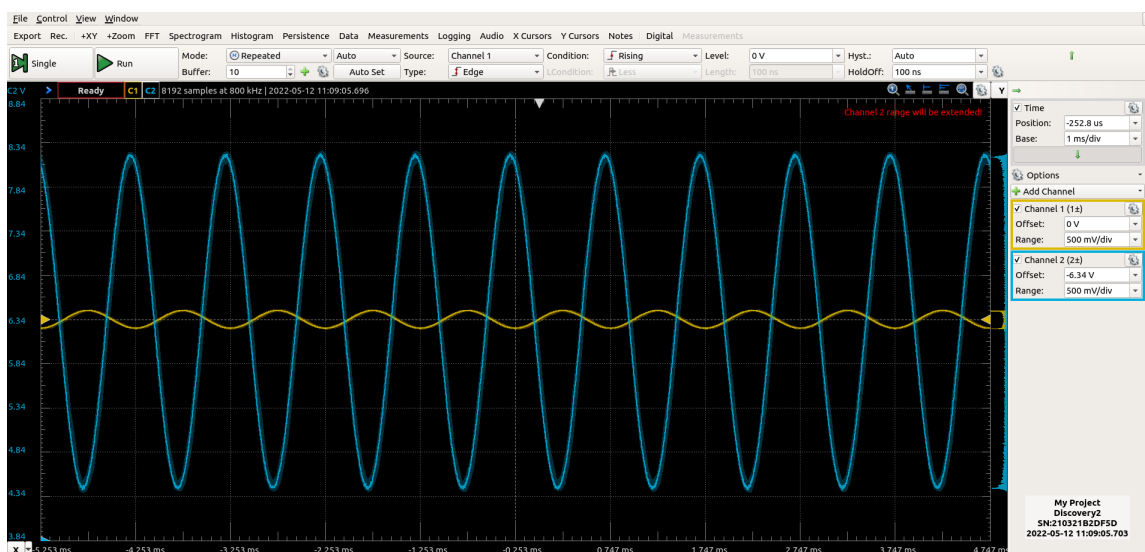 File Control View Window
Export Rec. +XY +Zoom FFT Spectrogram Histogram Persistence Data Measurements Logging Audio X Cursors Y Cursors Notes Digital Measurements
Single Run Mode: Repeated Auto Source: Channel 1 Condition: Rising Level: 0 V Hyst.: Auto
Buffer: 10 Auto Set Type: Edge LCondition: Less Length: 100 ns HoldOff: 100 ns
C2 V Ready C1 C2 8192 samples at 800 kHz | 2022-05-12 11:09:05.696 Y
8.84
Channel 2 range will be extended!
8.34
7.84
7.34
6.84
6.34
5.84
5.34
4.84
4.34
3.84
X -5.253 ms -4.253 ms -3.253 ms -2.253 ms -1.253 ms -0.253 ms 0.747 ms 1.747 ms 2.747 ms 3.747 ms 4.747 ms
Time
Position: -252.8 us
Base: 1 ms/div
Options
Add Channel
Channel 1 (1±)
Offset: 0 V
Range: 500 mV/div
Channel 2 (2±)
Offset: -6.34 V
Range: 500 mV/div
My Project
Discovery2
SN:210321B2DF5D
2022-05-12 11:09:05.703